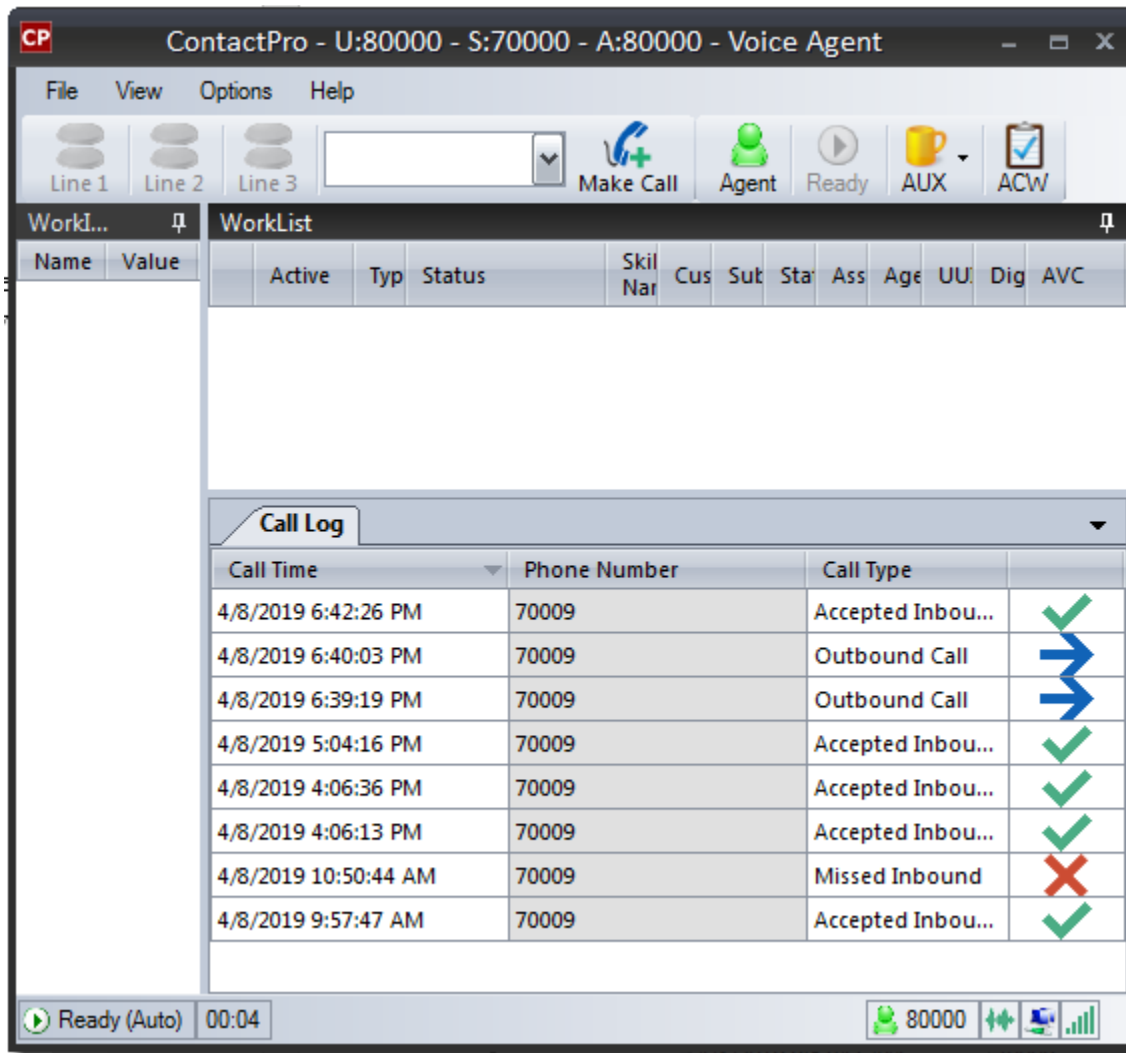 CP ContactPro - U:80000 - S:70000 - A:80000 - Voice Agent
File View Options Help
Line 1 Line 2 Line 3 Make Call Agent Ready AUX ACW
WorkI... WorkList
Name Value
Active Typ Status Skil Nar Cus Sub Sta Ass Age UU Dig AVC
Call Log
Call Time Phone Number Call Type
4/8/2019 6:42:26 PM 70009 Accepted Inbou...
4/8/2019 6:40:03 PM 70009 Outbound Call
4/8/2019 6:39:19 PM 70009 Outbound Call
4/8/2019 5:04:16 PM 70009 Accepted Inbou...
4/8/2019 4:06:36 PM 70009 Accepted Inbou...
4/8/2019 4:06:13 PM 70009 Accepted Inbou...
4/8/2019 10:50:44 AM 70009 Missed Inbound
4/8/2019 9:57:47 AM 70009 Accepted Inbou...
Ready (Auto) 00:04 80000